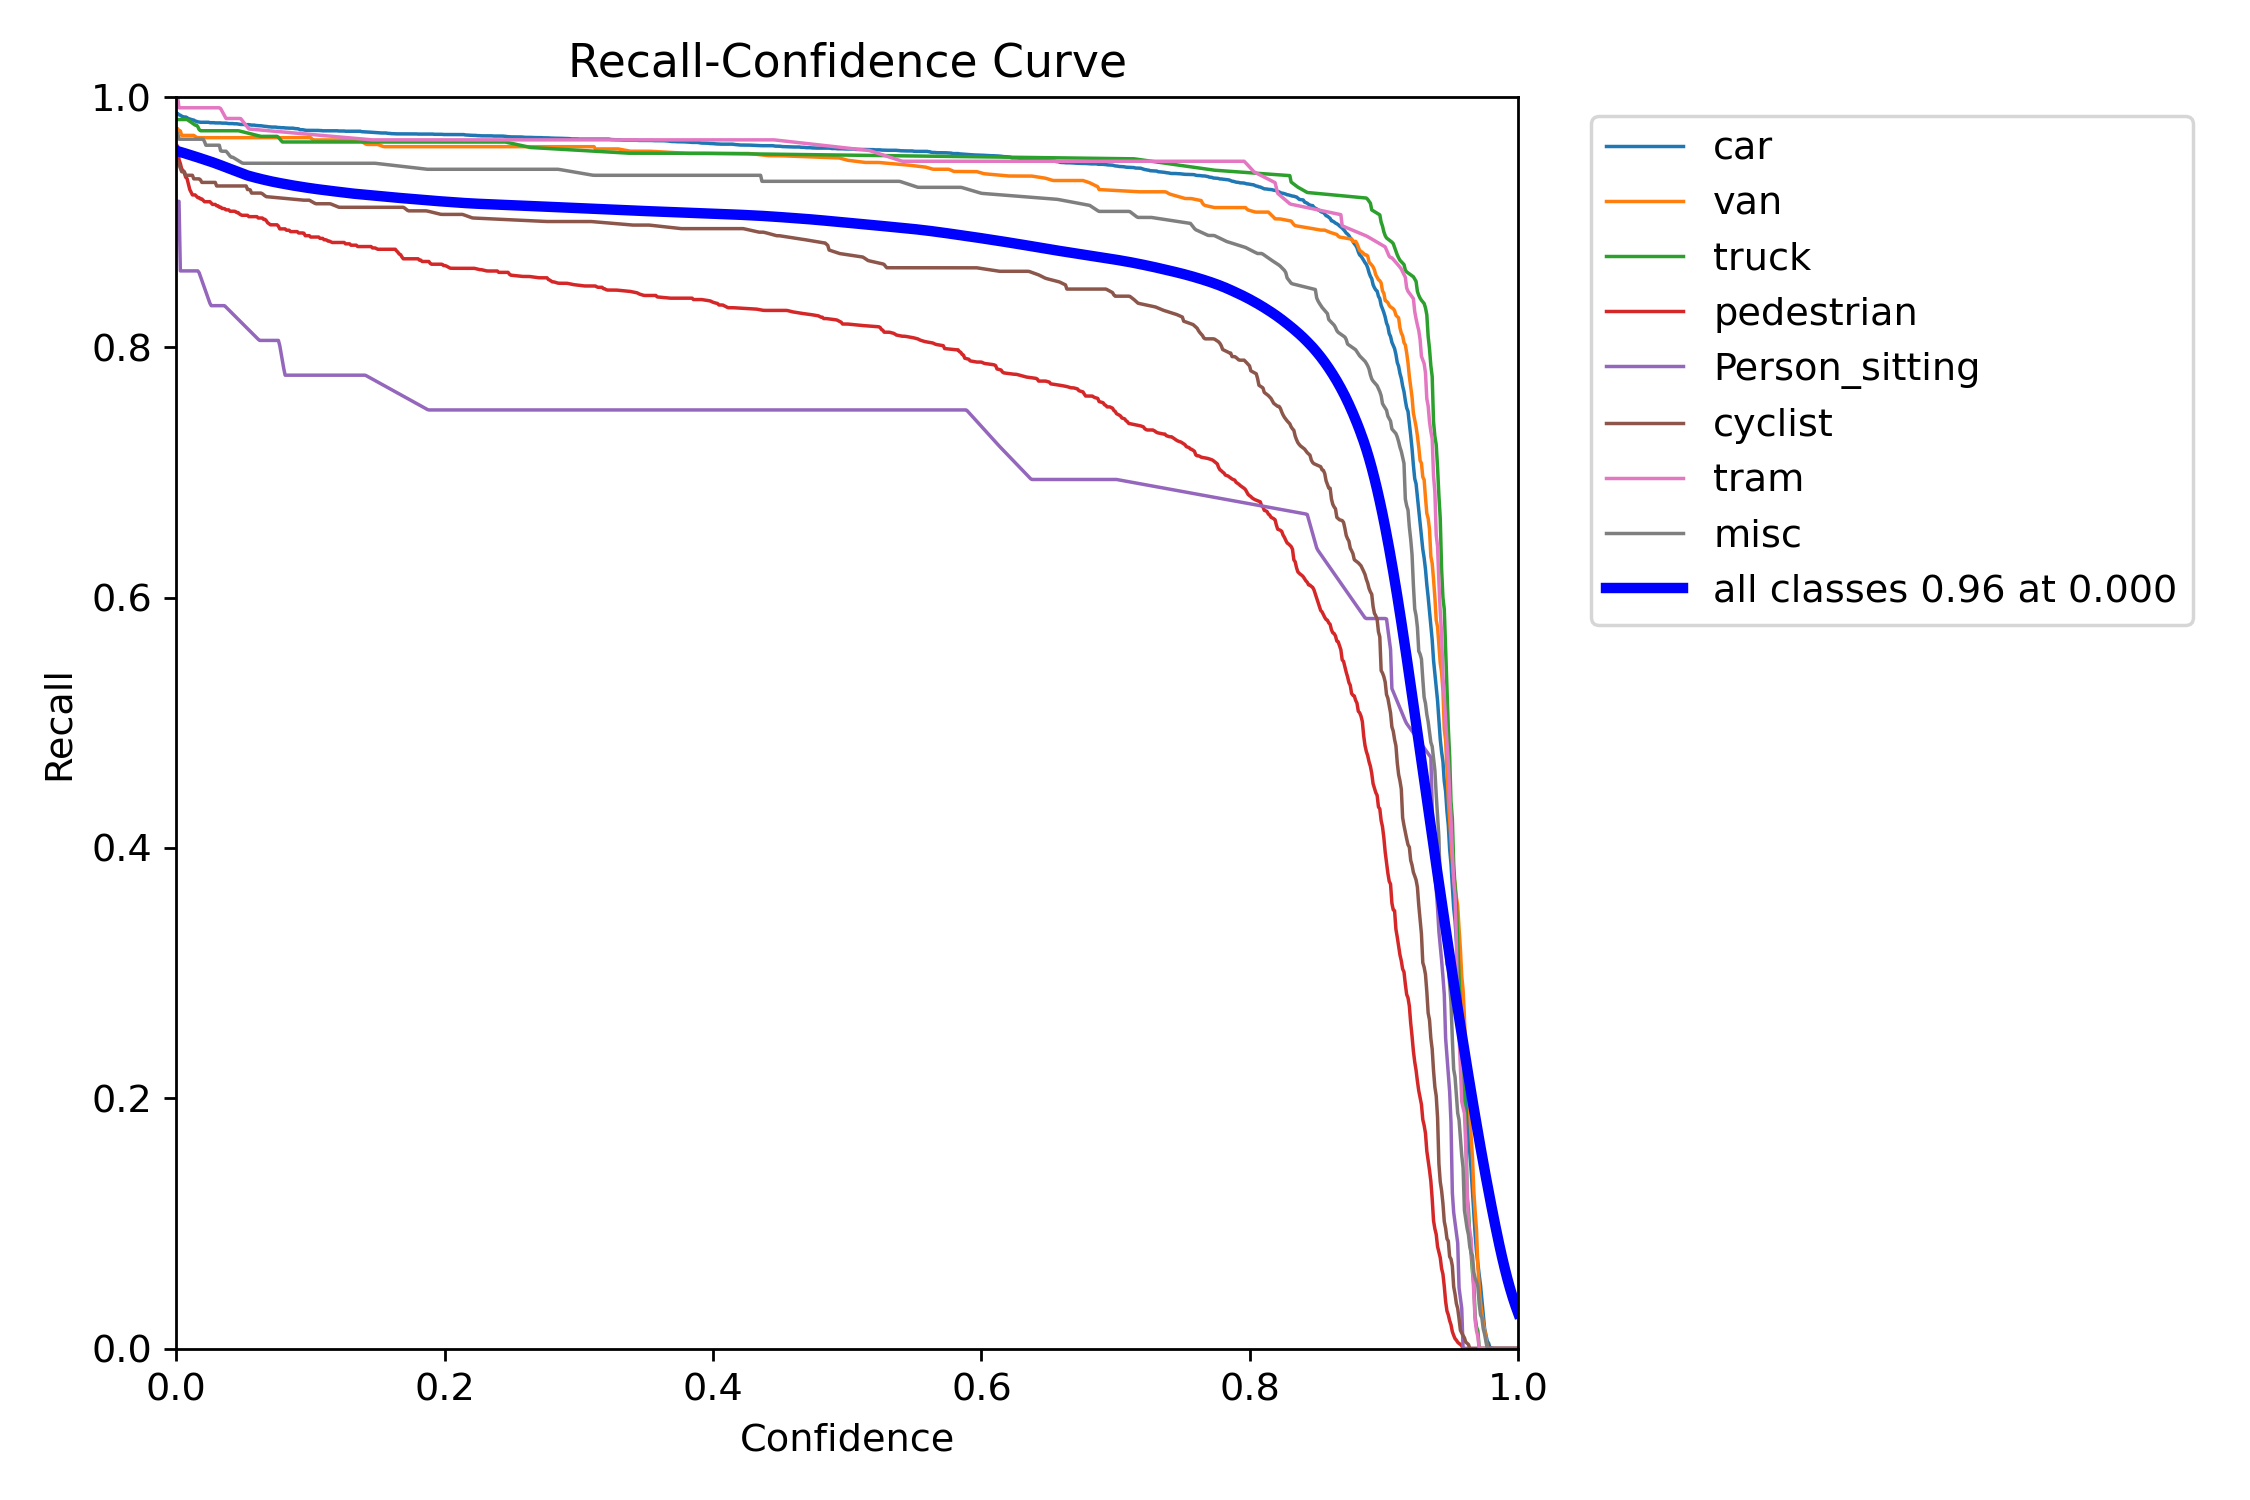 Recall-Confidence Curve
1.0
0.8
0.6
0.4
0.2
0.0
Recall
0.0 0.2 0.4 0.6 0.8 1.0
Confidence
car
van
truck
pedestrian
Person_sitting
cyclist
tram
misc
all classes 0.96 at 0.000